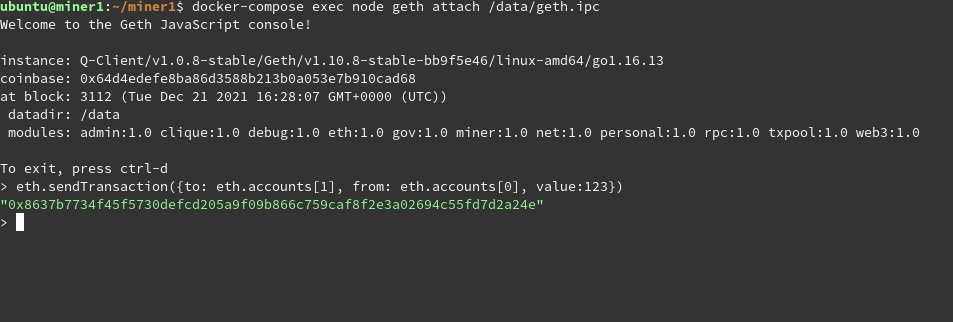 ubuntu@miner1:~/miner1$ docker-compose exec node geth attach /data/geth.ipc
Welcome to the Geth JavaScript console!
instance: Q-Client/v1.0.8-stable/Geth/v1.10.8-stable-bb9f5e46/linux-amd64/go1.16.13
coinbase: 0x64d4edefe8ba86d3588b213b0a053e7b910cad68
at block: 3112 (Tue Dec 21 2021 16:28:07 GMT+0000 (UTC))
 datadir: /data
 modules: admin:1.0 clique:1.0 debug:1.0 eth:1.0 gov:1.0 miner:1.0 net:1.0 personal:1.0 rpc:1.0 txpool:1.0 web3:1.0
To exit, press ctrl-d
> eth.sendTransaction({to: eth.accounts[1], from: eth.accounts[0], value:123})
"0x8637b7734f45f5730defcd205a9f09b866c759caf8f2e3a02694c55fd7d2a24e"
>